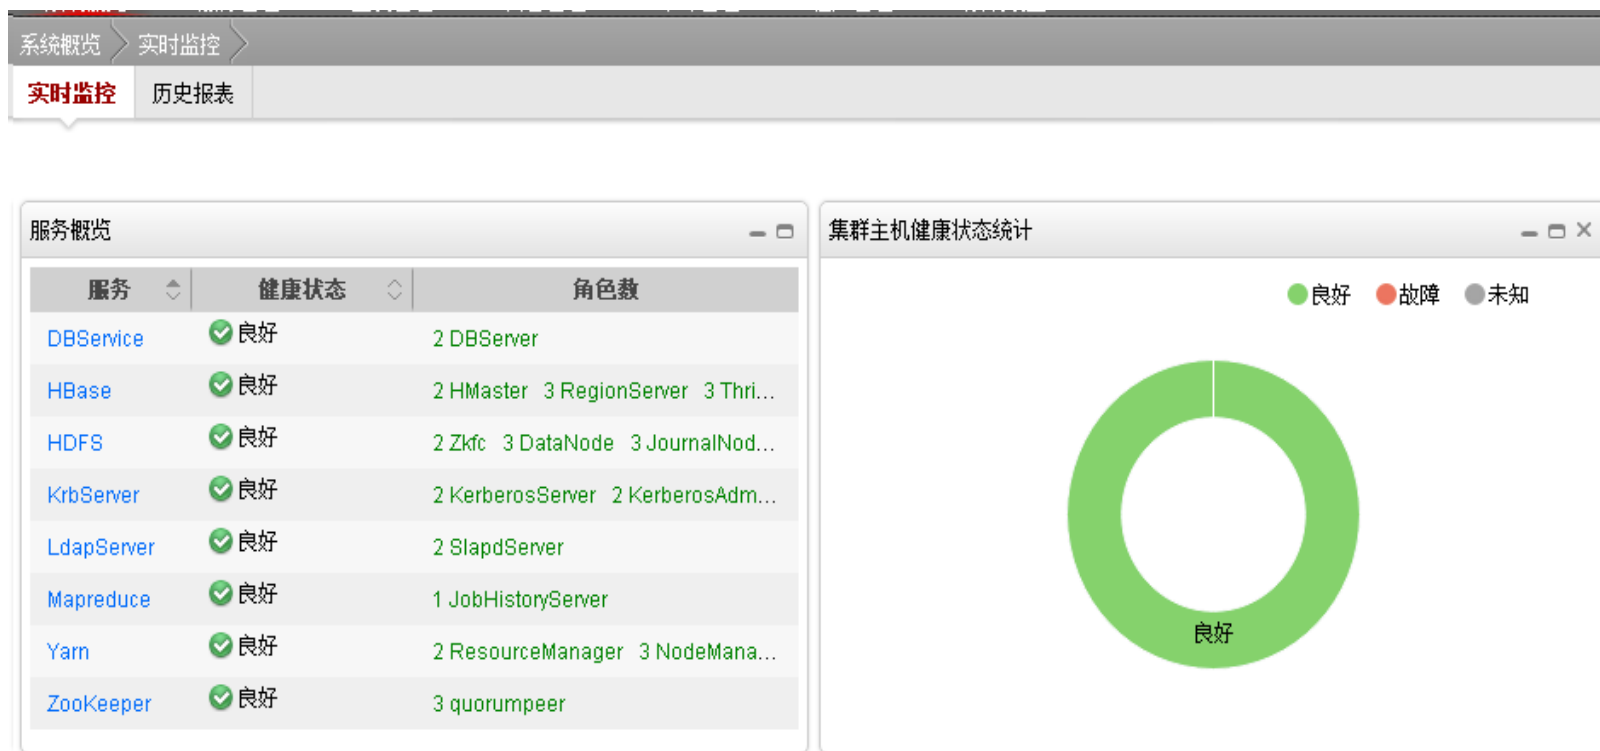 系统概览 实时监控
实时监控 历史报表
服务概览
服务 健康状态 角色数
DBService 良好 2 DBServer
HBase 良好 2 HMaster 3 RegionServer 3 Thri...
HDFS 良好 2 Zkfc 3 DataNode 3 JournalNod...
KrbServer 良好 2 KerberosServer 2 KerberosAdm...
LdapServer 良好 2 SlapdServer
Mapreduce 良好 1 JobHistoryServer
Yarn 良好 2 ResourceManager 3 NodeMana...
ZooKeeper 良好 3 quorumpeer
集群主机健康状态统计
良好 故障 未知
良好